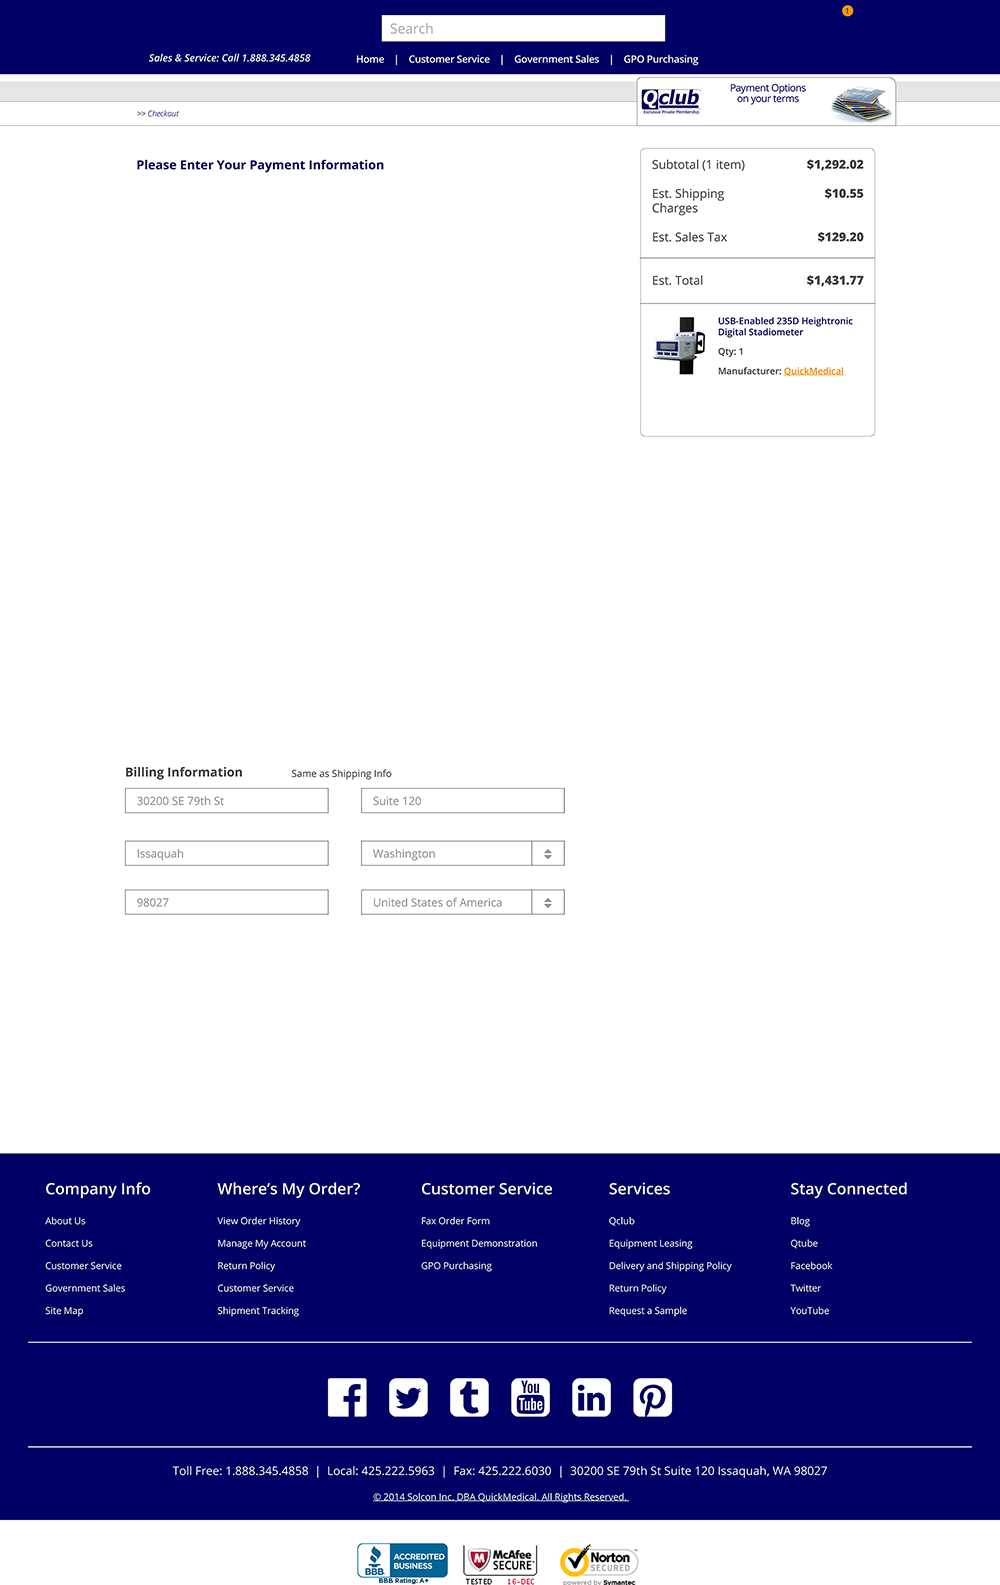 1
Search
Sales & Service: Call 1.888.345.4858
Home | Customer Service | Government Sales | GPO Purchasing
Qclub
Exclusive Private Membership
Payment Options
on your terms
>> Checkout
Please Enter Your Payment Information
Subtotal (1 item) $1,292.02
Est. Shipping
Charges $10.55
Est. Sales Tax $129.20
Est. Total $1,431.77
USB-Enabled 235D Heightronic
Digital Stadiometer
Qty: 1
Manufacturer: QuickMedical
Billing Information Same as Shipping Info
30200 SE 79th St Suite 120
Issaquah Washington
98027 United States of America
Company Info
About Us
Contact Us
Customer Service
Government Sales
Site Map
Where's My Order?
View Order History
Manage My Account
Return Policy
Customer Service
Shipment Tracking
Customer Service
Fax Order Form
Equipment Demonstration
GPO Purchasing
Services
Qclub
Equipment Leasing
Delivery and Shipping Policy
Return Policy
Request a Sample
Stay Connected
Blog
Qtube
Facebook
Twitter
YouTube
You
Tube
in
Toll Free: 1.888.345.4858 | Local: 425.222.5963 | Fax: 425.222.6030 | 30200 SE 79th St Suite 120 Issaquah, WA 98027
© 2014 Solcon Inc. DBA QuickMedical. All Rights Reserved.
BBB
ACCREDITED
BUSINESS
BBB Rating: A+
McAfee
SECURE
TESTED 16-DEC
Norton
SECURED
powered by Symantec